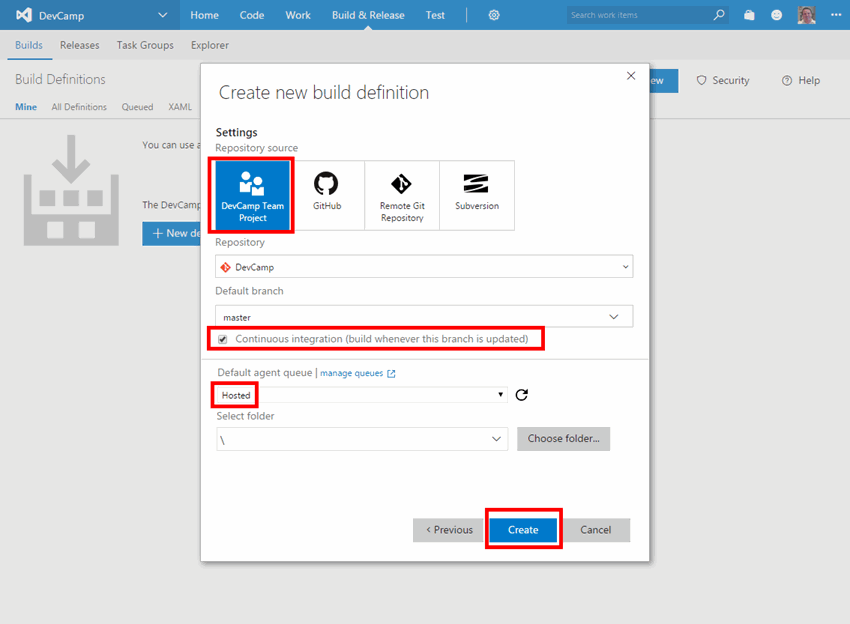 DevCamp
Home Code Work Build & Release Test
Search work items
Builds Releases Task Groups Explorer
Build Definitions
Security Help
Mine All Definitions Queued XAML
You can use
The DevCamp
Create new build definition
Settings
Repository source
DevCamp Team
Project
GitHub
Remote Git
Repository
Subversion
Repository
DevCamp
Default branch
master
Continuous integration (build whenever this branch is updated)
Default agent queue | manage queues
Hosted
Select folder
\
Choose folder...
< Previous Create Cancel
+ New